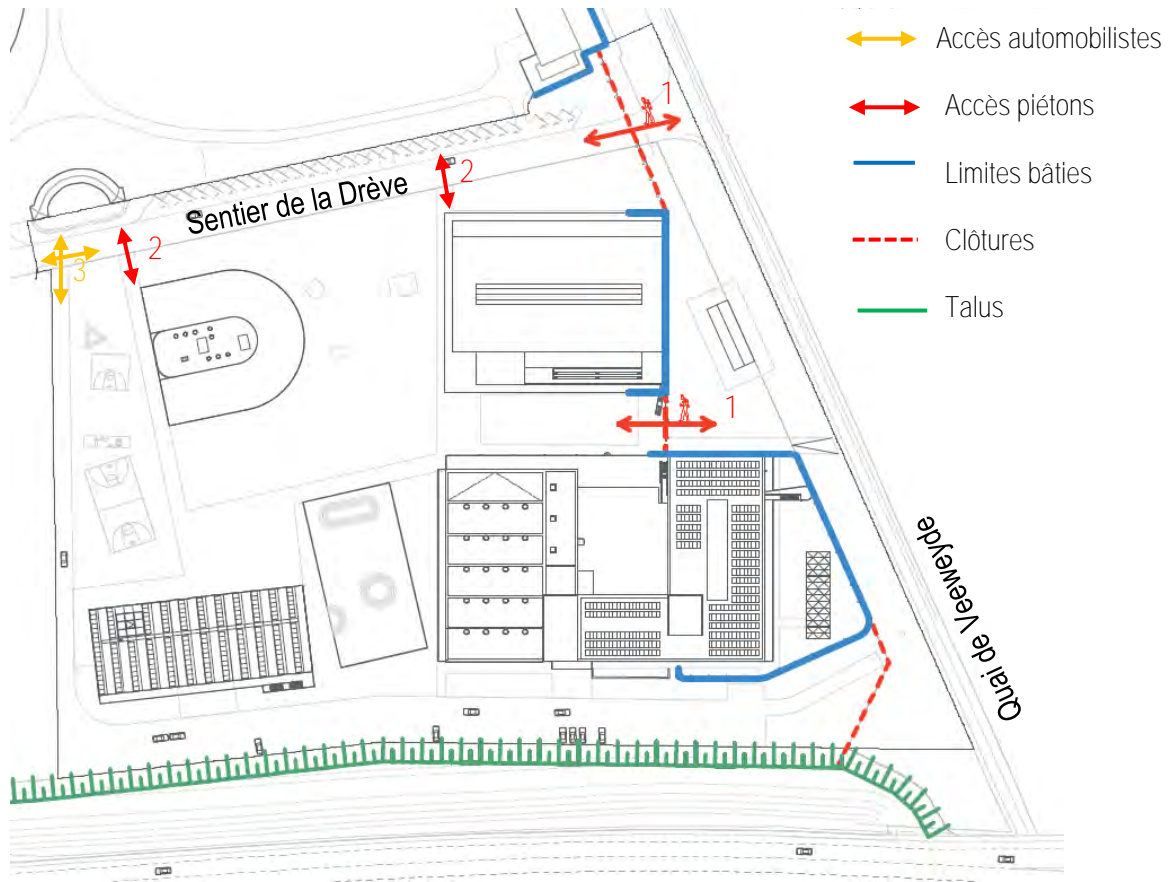 Accès automobilistes
Accès piétons
Limites bâties
Clôtures
Talus
1
2
Sentier de la Drève
2
3
1
Quai de Veeweyde